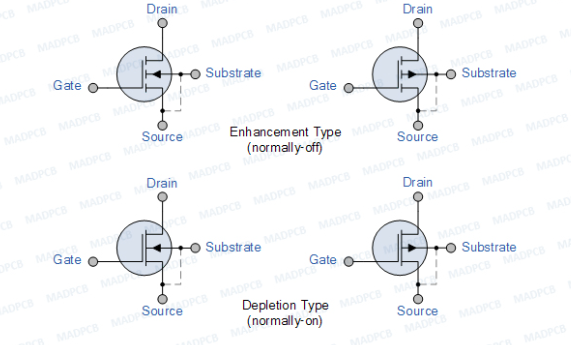 Drain
Drain
Gate
Substrate
Gate
Substrate
Source
Source
Enhancement Type
(normally-off)
Drain
Drain
Gate
Substrate
Gate
Substrate
Source
Source
Depletion Type
(normally-on)
MADPCB